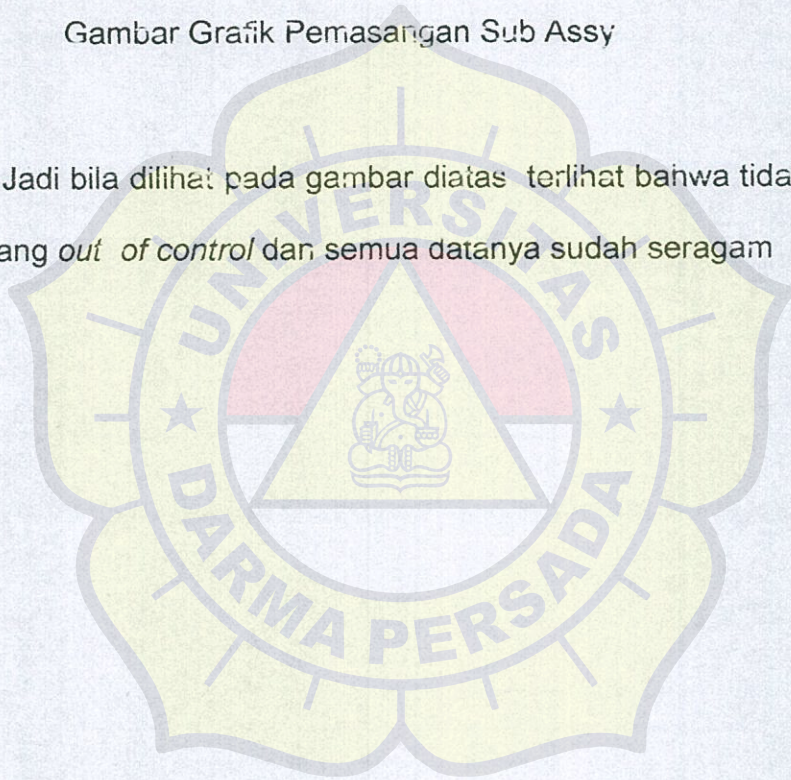 Gambar Grafik Pemasangan Sub Assy
Jadi bila dilihat pada gambar diatas terlihat bahwa tida
ang out of control dan semua datanya sudah seragam
UNIVERSITAS
DARMA PERSADA